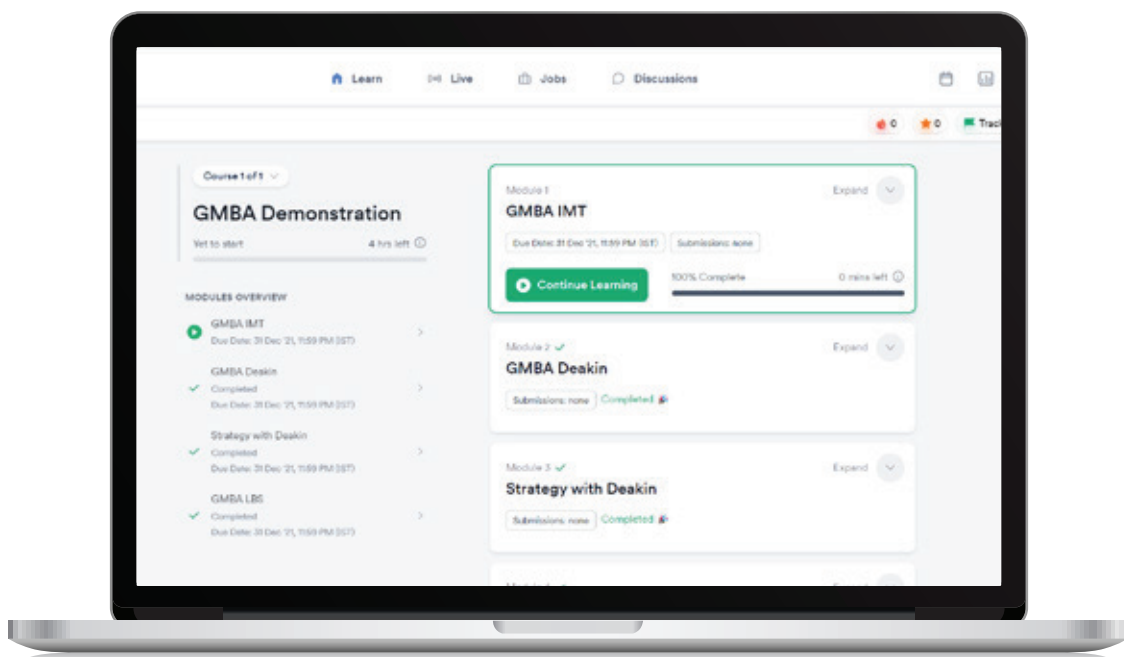 Learn
Live
Jobs
Discussions
0
0
Trac
Course 1 of 1
GMBA Demonstration
Yet to start
4 hrs left
MODULES OVERVIEW
GMBA IMT
Due Date: 31 Dec '21, 11:59 PM (IST)
GMBA Deakin
Completed
Due Date: 31 Dec '21, 11:59 PM (IST)
Strategy with Deakin
Completed
Due Date: 31 Dec '21, 11:59 PM (IST)
GMBA LBS
Completed
Due Date: 31 Dec '21, 11:59 PM (IST)
Module 1
Expand
GMBA IMT
Due Date: 31 Dec '21, 11:59 PM (IST)
Submissions: none
Continue Learning
100% Complete
0 mins left
Module 2
Expand
GMBA Deakin
Submissions: none
Completed
Module 3
Expand
Strategy with Deakin
Submissions: none
Completed